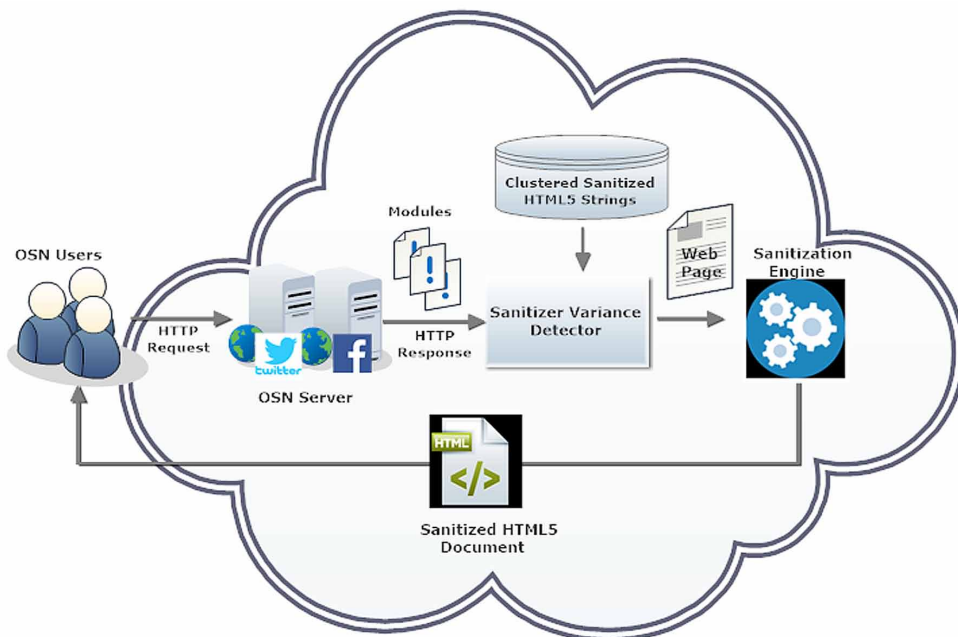 Clustered Sanitized
HTML5 Strings
Modules
OSN Users
Web
Page
Sanitization
Engine
HTTP
Request
HTTP
Response
Sanitizer Variance
Detector
twitter
f
OSN Server
HTML
</>
Sanitized HTML5
Document